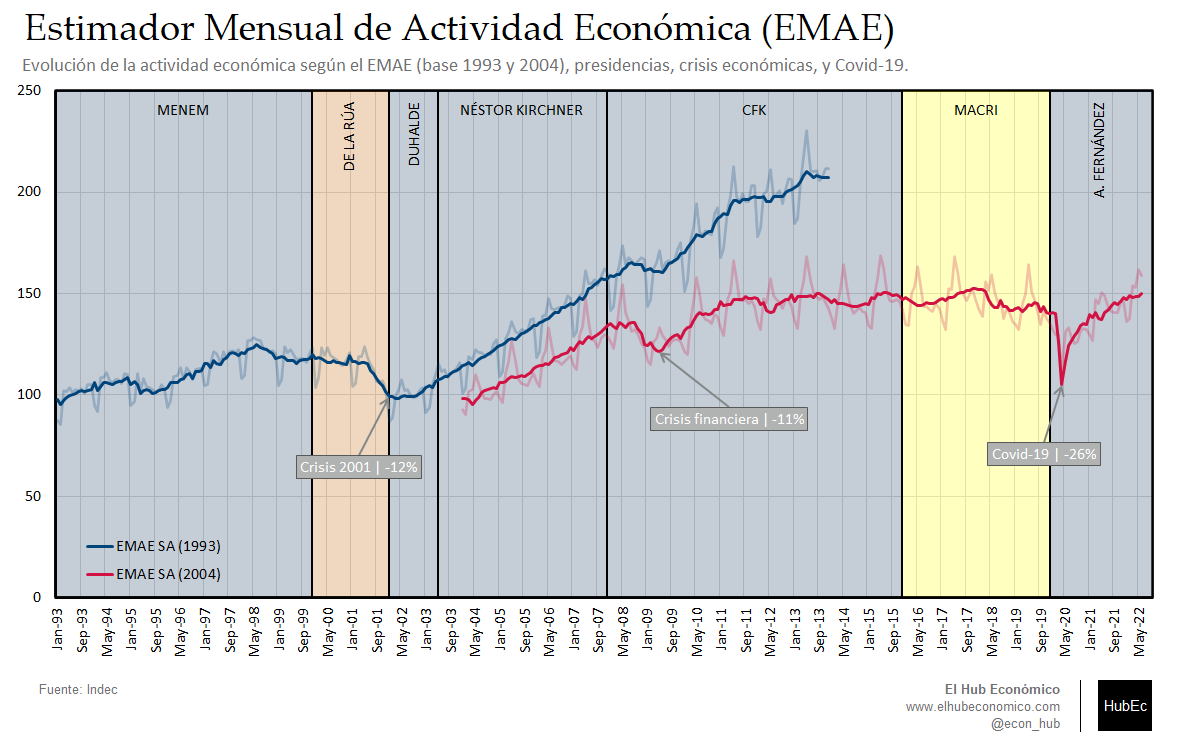 Estimador Mensual de Actividad Económica (EMAE)
Evolución de la actividad económica según el EMAE (base 1993 y 2004), presidencias, crisis económicas, y Covid-19.
250
200
150
100
50
0
MENEM
DE LA RÚA
DUHALDE
NÉSTOR KIRCHNER
CFK
MACRI
A. FERNÁNDEZ
Crisis financiera | -11%
Covid-19 | -26%
Crisis 2001 | -12%
EMAE SA (1993)
EMAE SA (2004)
Jan-93
Sep-93
May-94
Jan-95
Sep-95
May-96
Jan-97
Sep-97
May-98
Jan-99
Sep-99
May-00
Jan-01
Sep-01
May-02
Jan-03
Sep-03
May-04
Jan-05
Sep-05
May-06
Jan-07
Sep-07
May-08
Jan-09
Sep-09
May-10
Jan-11
Sep-11
May-12
Jan-13
Sep-13
May-14
Jan-15
Sep-15
May-16
Jan-17
Sep-17
May-18
Jan-19
Sep-19
May-20
Jan-21
Sep-21
May-22
Fuente: Indec
El Hub Económico
www.elhubeconomico.com
@econ_hub
HubEc